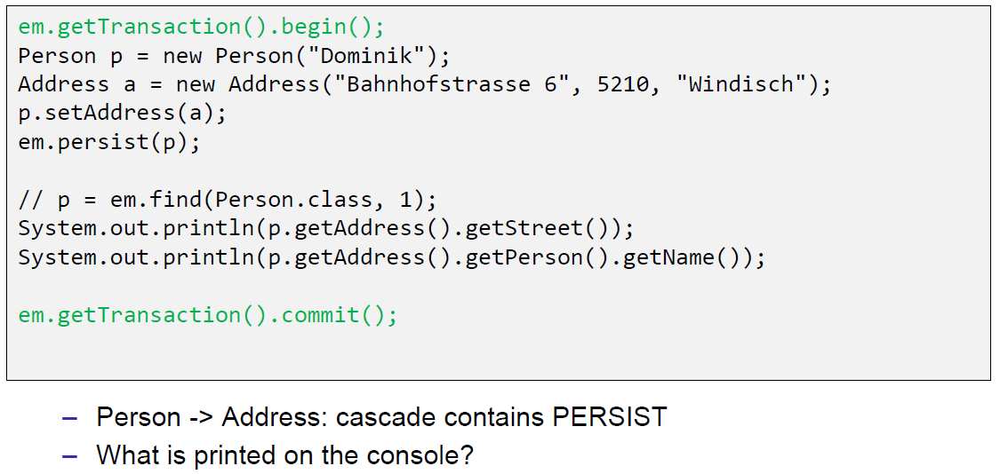 em.getTransaction().begin();
Person p = new Person("Dominik");
Address a = new Address("Bahnhofstrasse 6", 5210, "Windisch");
p.setAddress(a);
em.persist(p);
// p = em.find(Person.class, 1);
System.out.println(p.getAddress().getStreet());
System.out.println(p.getAddress().getPerson().getName());
em.getTransaction().commit();
– Person -> Address: cascade contains PERSIST
– What is printed on the console?